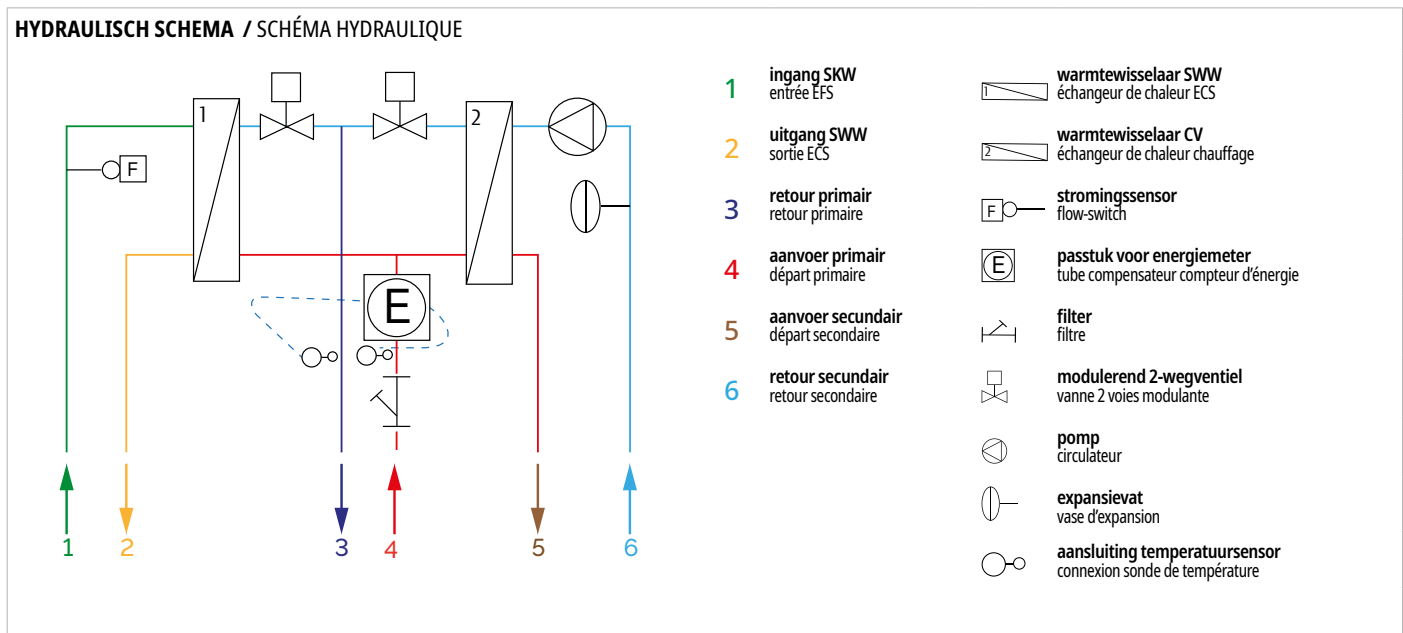 HYDRAULISCH SCHEMA / SCHÉMA HYDRAULIQUE
1
2
F
E
1
2
3
4
5
6
1
ingang SKW
entrée EFS
2
uitgang SWW
sortie ECS
3
retour primair
retour primaire
4
aanvoer primair
départ primaire
5
aanvoer secundair
départ secondaire
6
retour secundair
retour secondaire
1
warmtewisselaar SWW
échangeur de chaleur ECS
2
warmtewisselaar CV
échangeur de chaleur chauffage
F
stromingssensor
flow-switch
E
passtuk voor energiemeter
tube compensateur compteur d'énergie
filter
filtre
modulerend 2-wegventiel
vanne 2 voies modulante
pomp
circulateur
expansievat
vase d'expansion
aansluiting temperatuursensor
connexion sonde de température